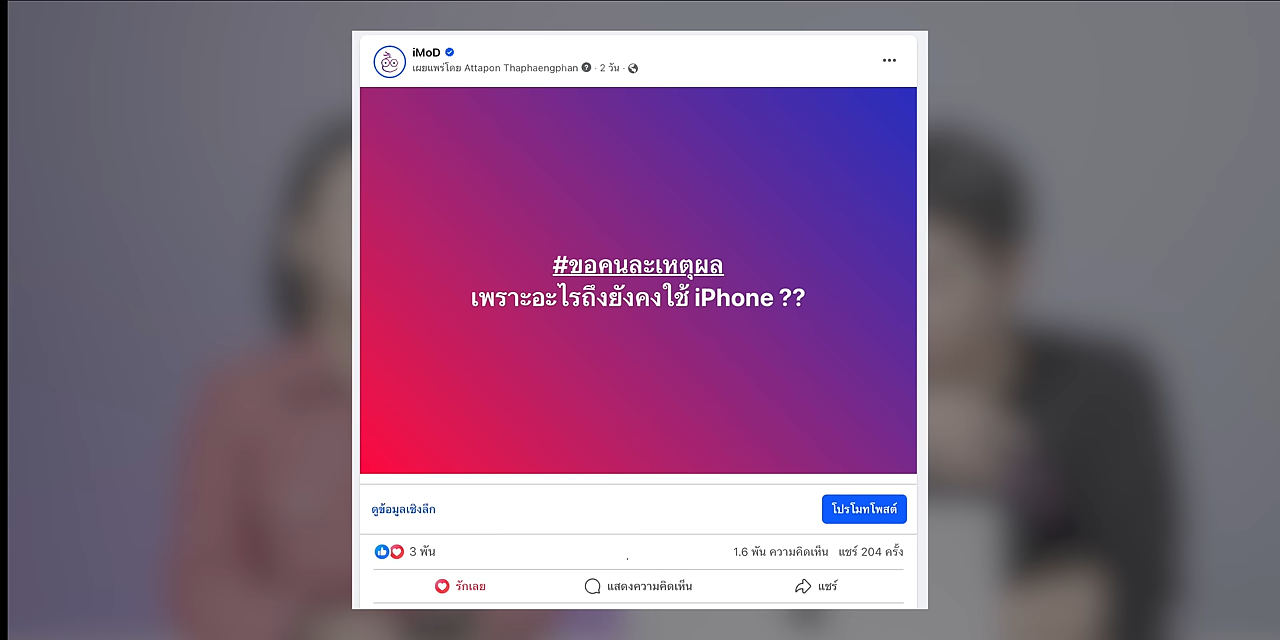 iMoD
เผยแพร่โดย Attapon Thaphaengphan · 2 วัน ·
#ขอคนละเหตุผล
เพราะอะไรถึงยังคงใช้ iPhone ??
ดูข้อมูลเชิงลึก
โปรโมทโพสต์
3 พัน
1.6 พัน ความคิดเห็น แชร์ 204 ครั้ง
รักเลย
แสดงความคิดเห็น
แชร์